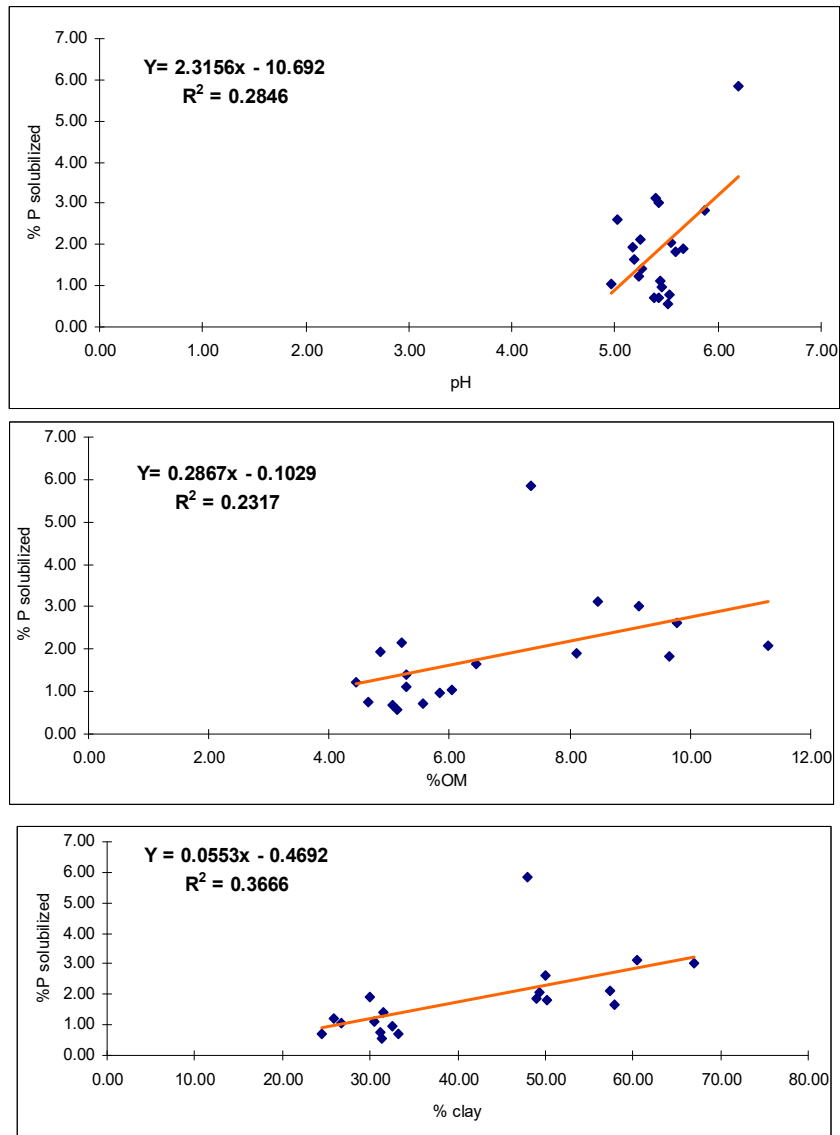 Y= 2.3156x - 10.692
R² = 0.2846
7.00
6.00
5.00
4.00
3.00
2.00
1.00
0.00
% P solubilized
0.00 1.00 2.00 3.00 4.00 5.00 6.00 7.00
pH
Y= 0.2867x - 0.1029
R² = 0.2317
7.00
6.00
5.00
4.00
3.00
2.00
1.00
0.00
% P solubilized
0.00 2.00 4.00 6.00 8.00 10.00 12.00
%OM
Y = 0.0553x - 0.4692
R² = 0.3666
7.00
6.00
5.00
4.00
3.00
2.00
1.00
0.00
%P solubilized
0.00 10.00 20.00 30.00 40.00 50.00 60.00 70.00 80.00
% clay